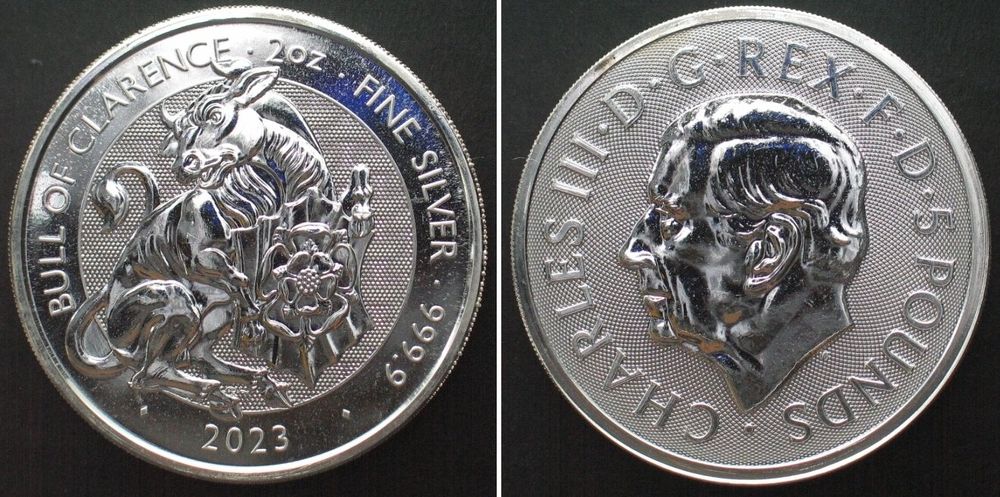 BULL OF CLARENCE · 2OZ · FINE SILVER · 999.9
· 2023 ·
CHARLES III · D · G · REX · F · D · 5 POUNDS ·